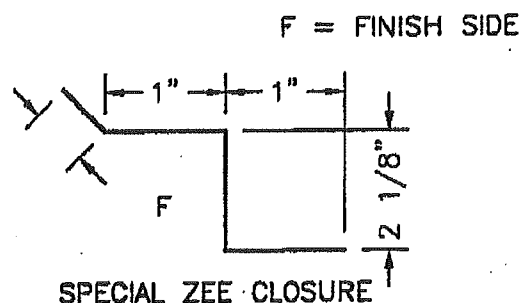 F = FINISH SIDE
1" 1"
2 1/8"
F
SPECIAL ZEE CLOSURE